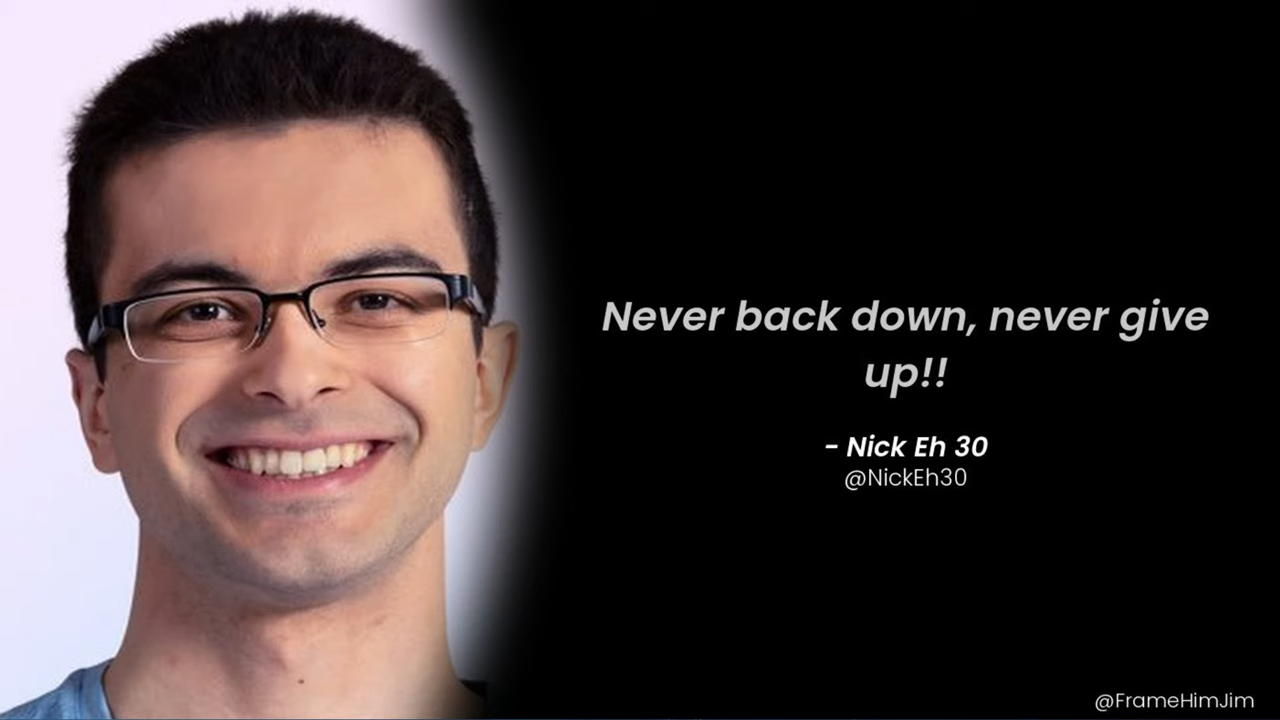 Never back down, never give
up!!
- Nick Eh 30
@NickEh30
@FrameHimJim